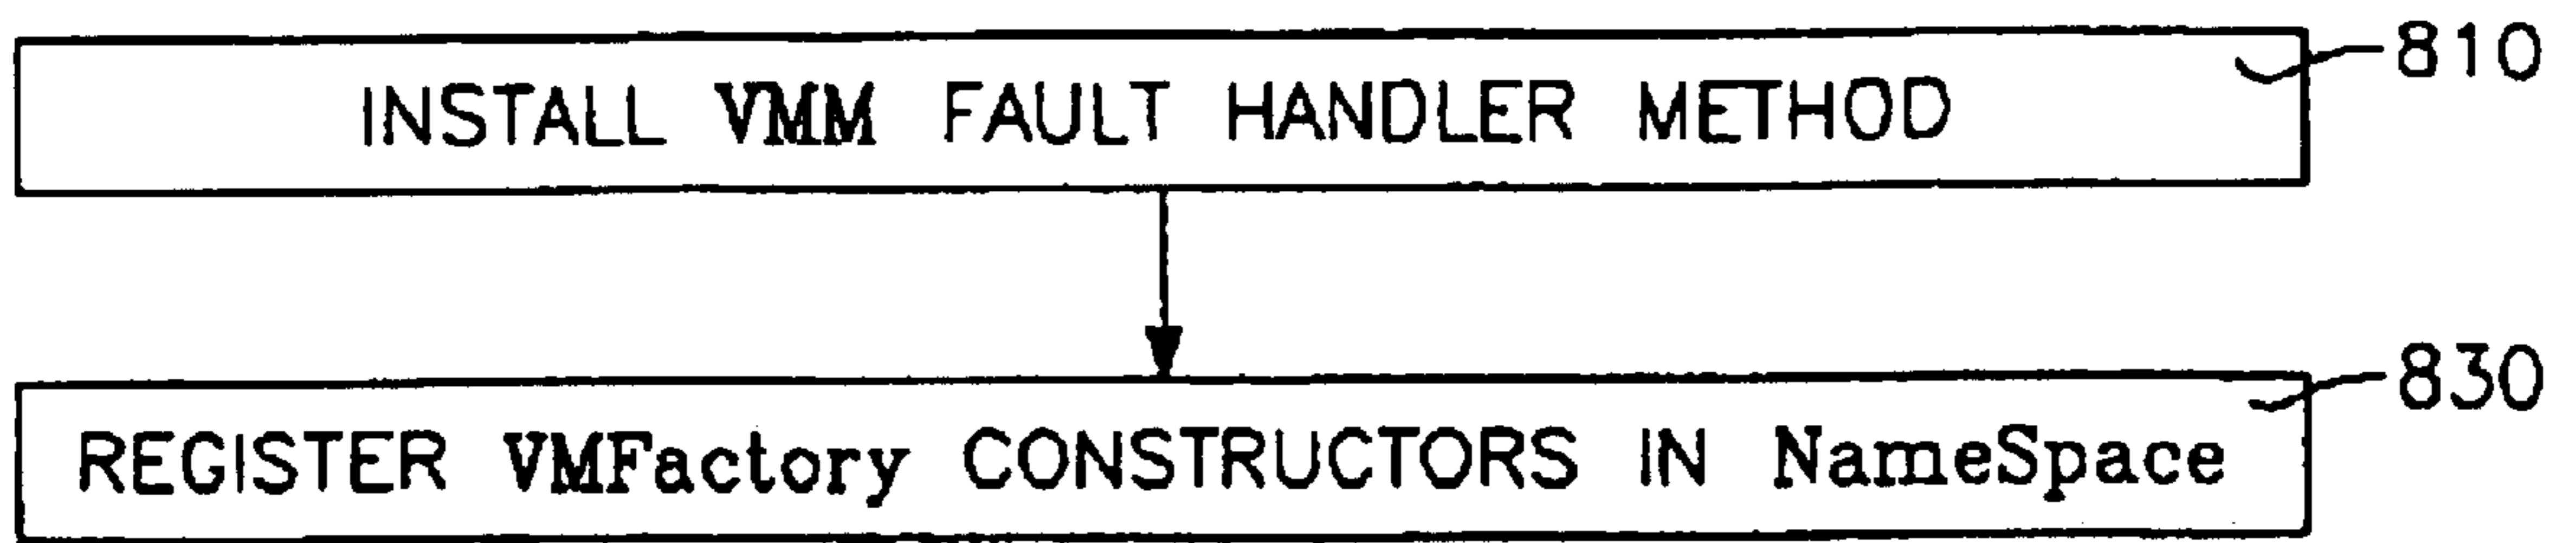 INSTALL VMM FAULT HANDLER METHOD
810
REGISTER VMFactory CONSTRUCTORS IN NameSpace
830